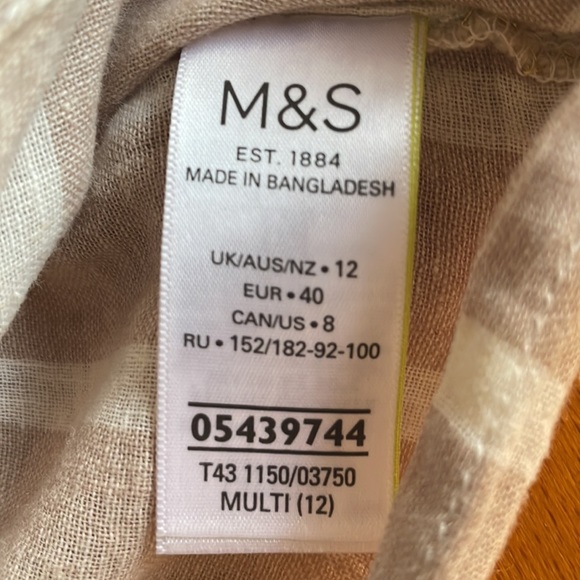 M&S
EST. 1884
MADE IN BANGLADESH
UK/AUS/NZ • 12
EUR • 40
CAN/US • 8
RU • 152/182-92-100
05439744
T43 1150/03750
MULTI (12)